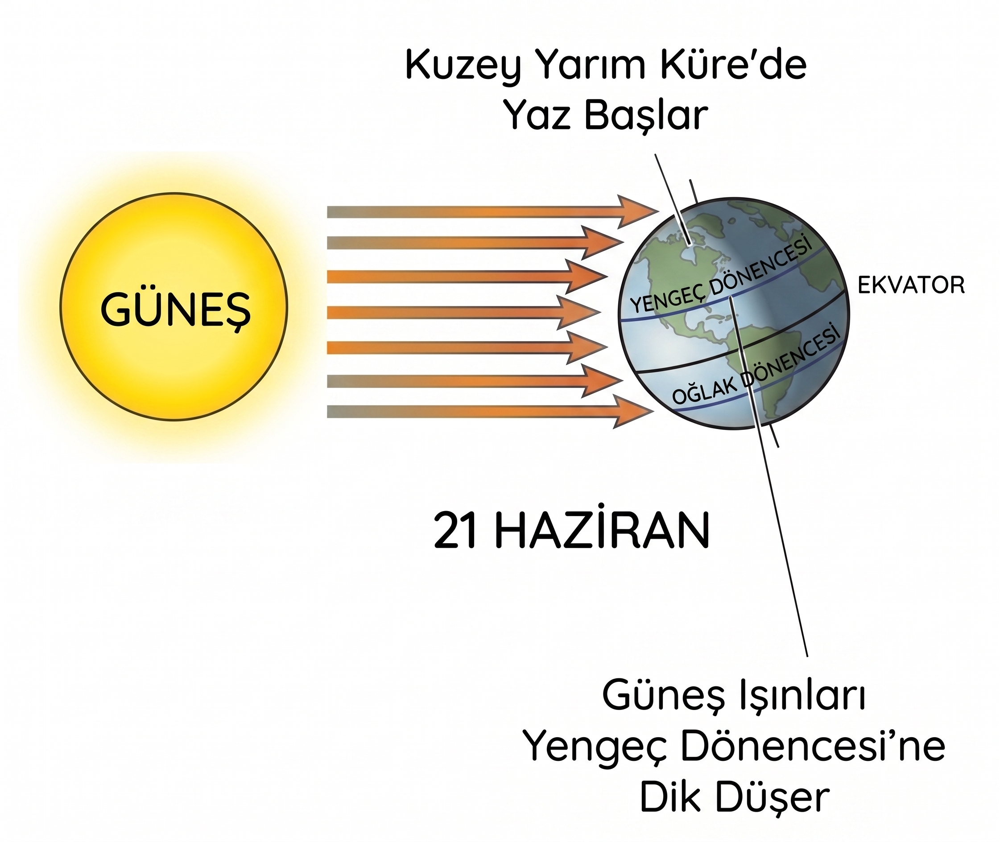 Kuzey Yarım Küre'de
Yaz Başlar
GÜNEŞ
YENGEÇ DÖNENCESİ
EKVATOR
OĞLAK DÖNENCESİ
21 HAZİRAN
Güneş Işınları
Yengeç Dönencesi’ne
Dik Düşer